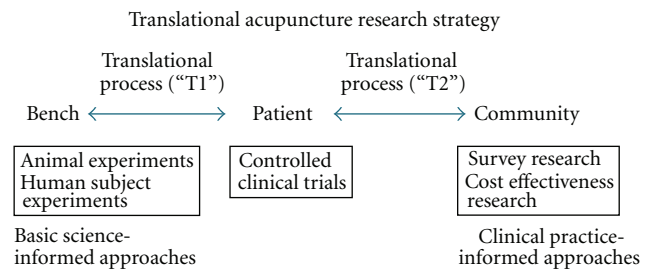 Translational acupuncture research strategy
Translational
process (“T1”)
Translational
process (“T2”)
Bench
Patient
Community
Animal experiments
Human subject
experiments
Controlled
clinical trials
Survey research
Cost effectiveness
research
Basic science-
informed approaches
Clinical practice-
informed approaches